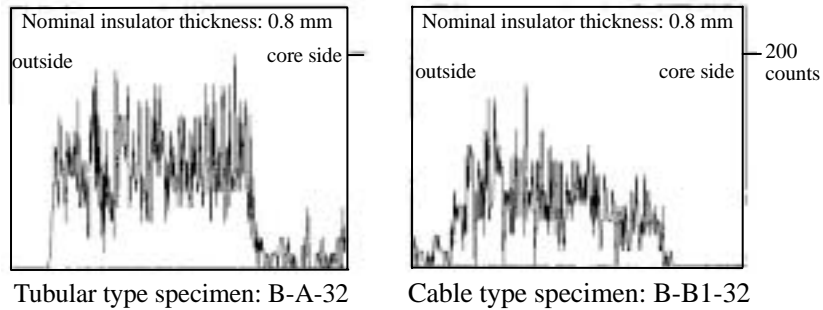 Nominal insulator thickness: 0.8 mm
outside
core side
Tubular type specimen: B-A-32
Nominal insulator thickness: 0.8 mm
outside
core side
200
counts
Cable type specimen: B-B1-32